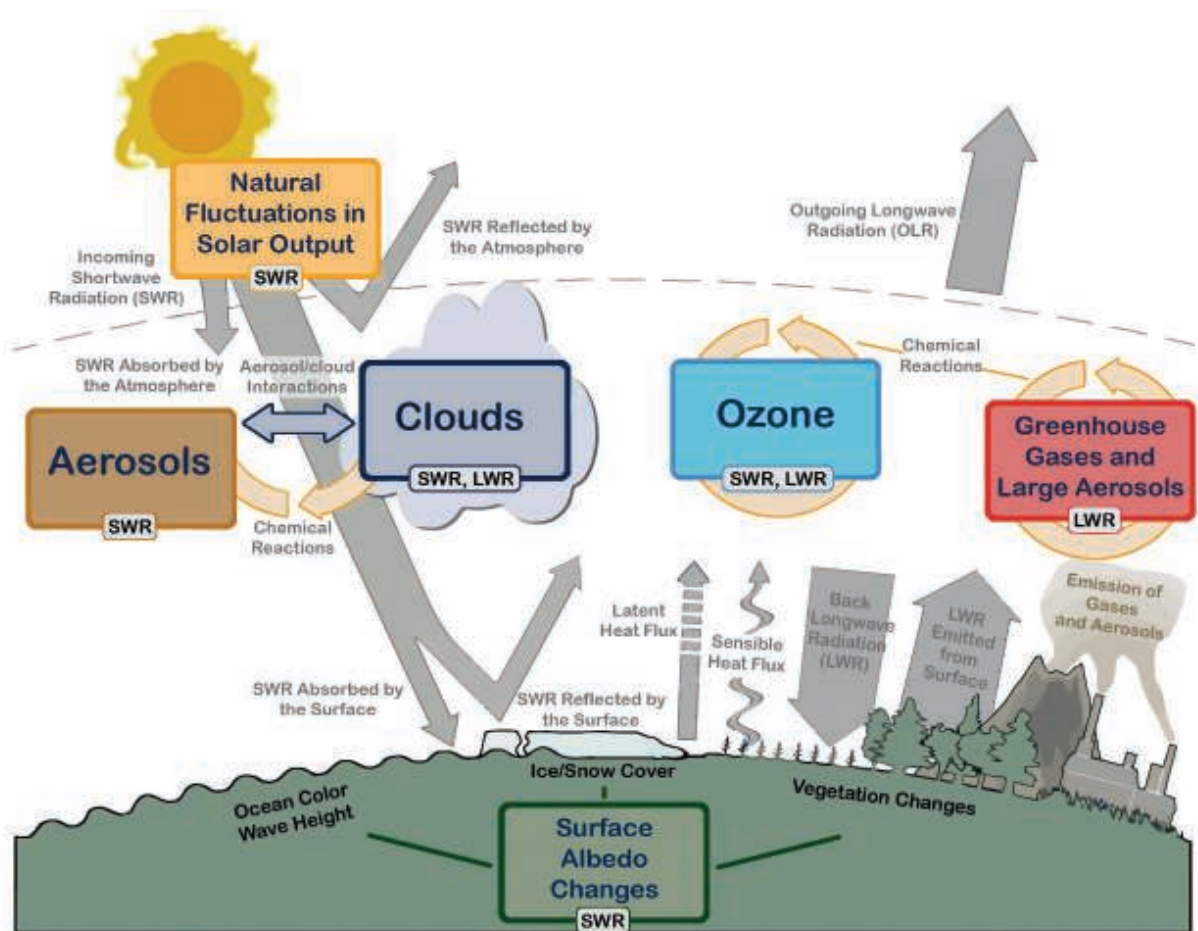 Natural
Fluctuations in
Solar Output
SWR
Incoming
Shortwave
Radiation (SWR)
SWR Reflected by
the Atmosphere
Outgoing Longwave
Radiation (OLR)
SWR Absorbed by
the Atmosphere
Aerosol/cloud
Interactions
Chemical
Reactions
Aerosols
SWR
Clouds
SWR, LWR
Ozone
SWR, LWR
Greenhouse
Gases and
Large Aerosols
LWR
Chemical
Reactions
Latent
Heat Flux
Sensible
Heat Flux
Back
Longwave
Radiation
(LWR)
LWR
Emitted
from
Surface
Emission of
Gases
and Aerosols
SWR Absorbed by
the Surface
SWR Reflected by
the Surface
Ocean Color
Wave Height
Ice/Snow Cover
Vegetation Changes
Surface
Albedo
Changes
SWR